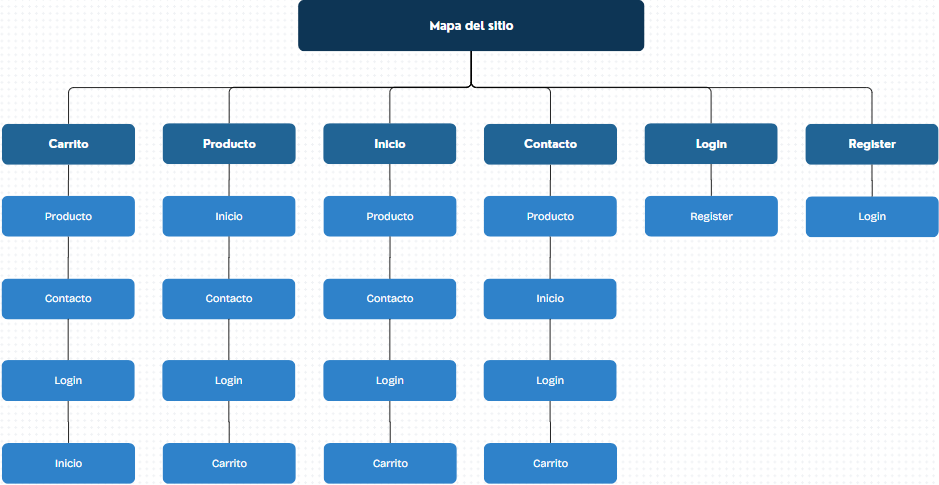 Mapa del sitio
Carrito
Producto
Inicio
Contacto
Login
Register
Producto
Inicio
Producto
Producto
Register
Login
Contacto
Contacto
Contacto
Inicio
Login
Login
Login
Login
Inicio
Carrito
Carrito
Carrito